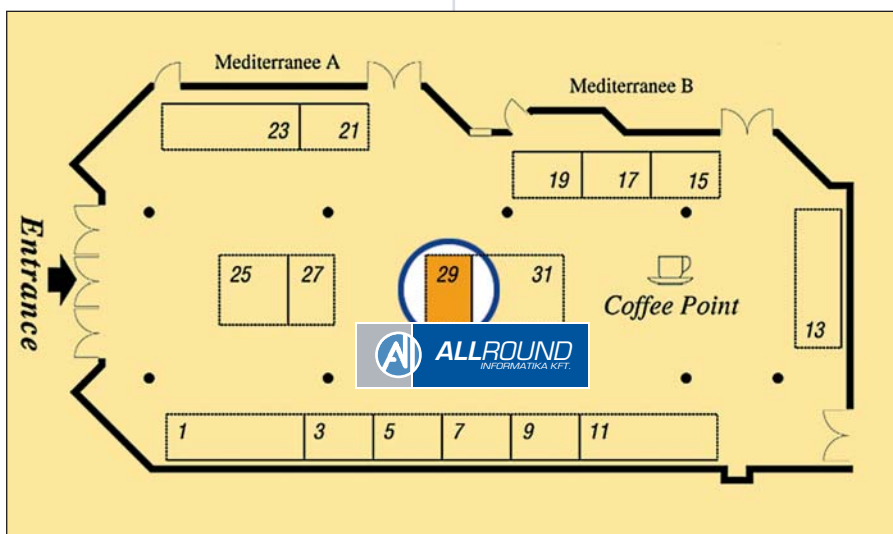 Mediterranee A
Mediterranee B
23 21
19 17 15
Entrance
25 27 29 31
Coffee Point
13
ALLROUND
INFORMATIKA KFT.
1 3 5 7 9 11